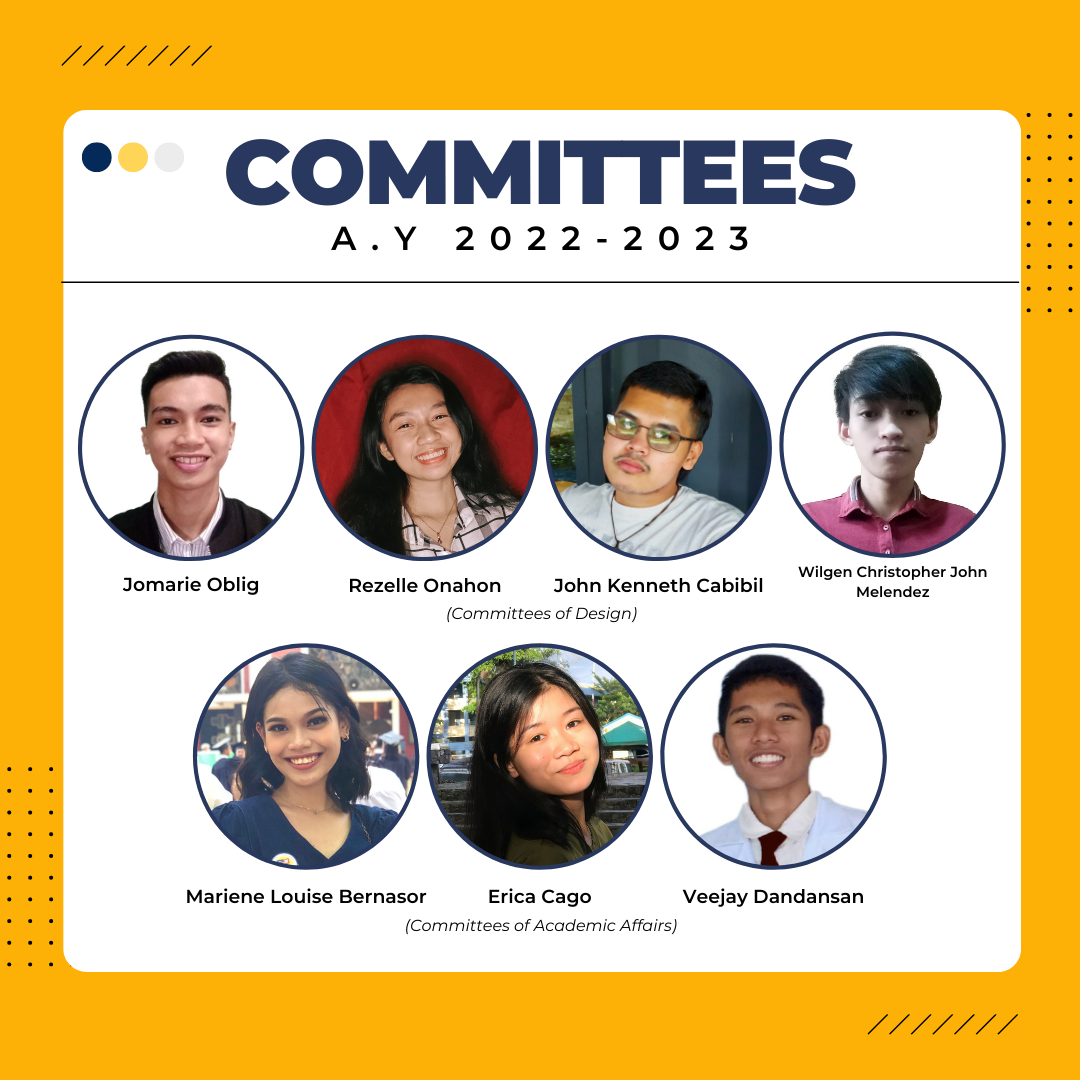 COMMITTEES
A.Y 2022-2023
Jomarie Oblig
Rezelle Onahon
John Kenneth Cabibil
Wilgen Christopher John
Melendez
(Committees of Design)
Mariene Louise Bernasor
Erica Cago
Veejay Dandansan
(Committees of Academic Affairs)